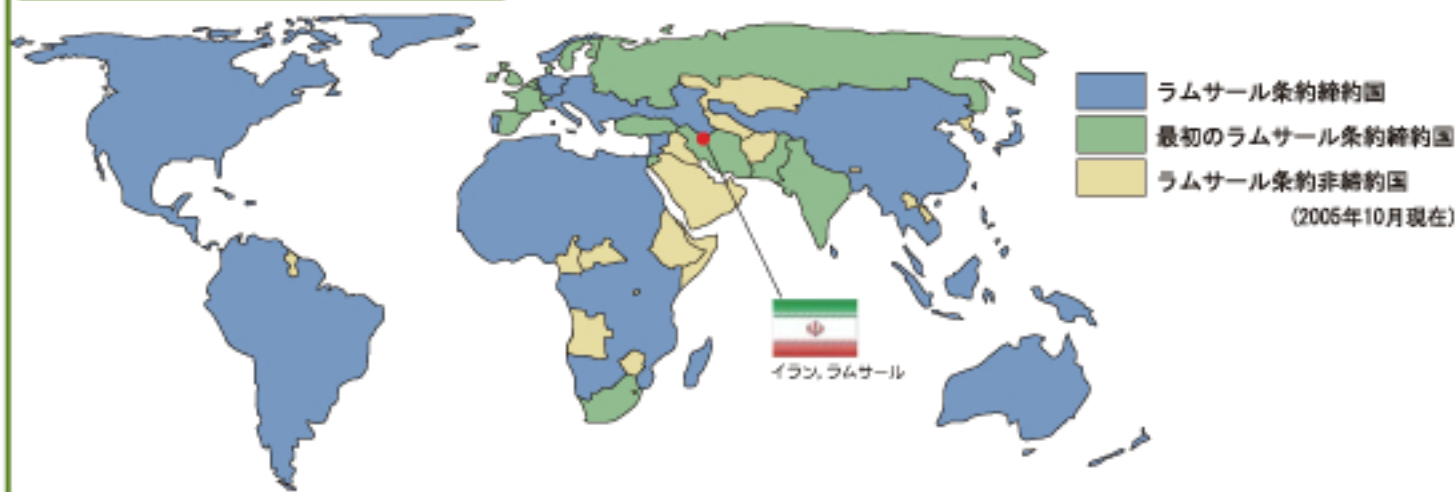 ラムサール条約締約国
最初のラムサール条約締約国
ラムサール条約非締約国
(2005年10月現在)
イラン, ラムサール